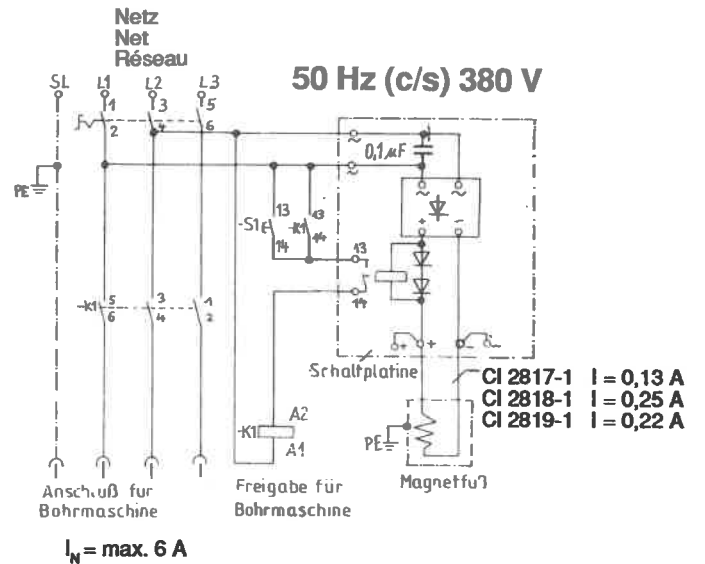 Netz
Net
Réseau
50 Hz (c/s) 380 V
SL L1 L2 L3
1 3 5
2 4 6
0,1µF
~ ~
~ ~
PE
13 13
-S1 E -K1
14 14
13
14
+ -
-K1 5 3 1
6 4 2
+ + - ~
Schaltplatine
CI 2817-1 I = 0,13 A
CI 2818-1 I = 0,25 A
CI 2819-1 I = 0,22 A
A2
-K1
A1
PE
Magnetfuß
Anschluß für
Bohrmaschine
Freigabe für
Bohrmaschine
IN = max. 6 A